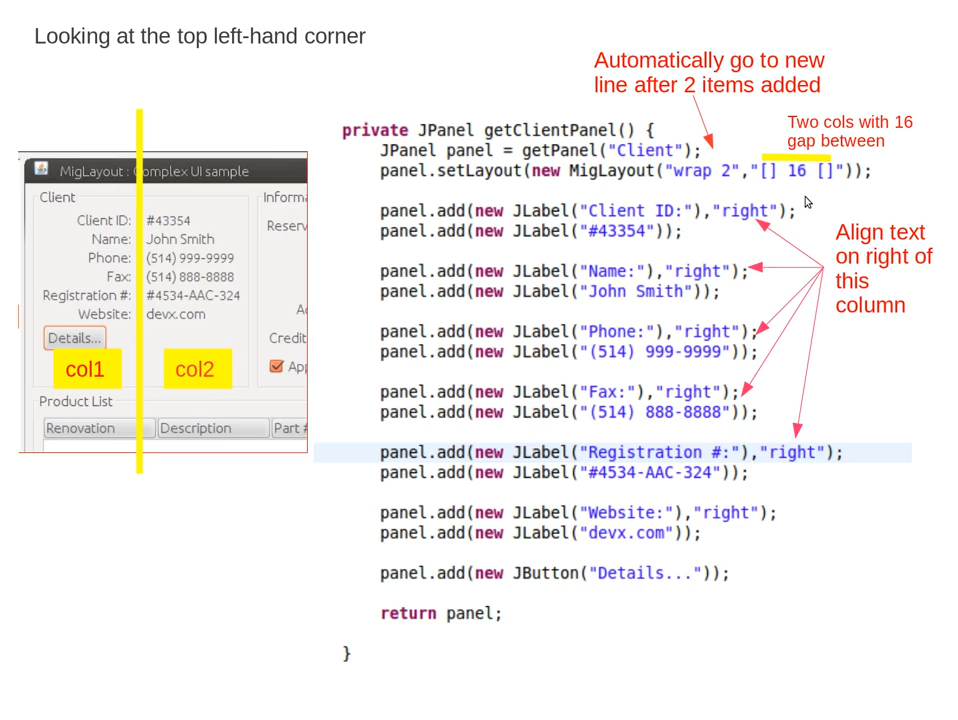 Looking at the top left-hand corner
Automatically go to new
line after 2 items added
Two cols with 16
gap between
MigLayout : Complex UI sample
Client
Client ID: #43354
Name: John Smith
Phone: (514) 999-9999
Fax: (514) 888-8888
Registration #: #4534-AAC-324
Website: devx.com
Details...
col1
col2
Product List
Renovation
Description
Part #
Informa
Reserv
Credit
App
private JPanel getClientPanel() {
JPanel panel = getPanel("Client");
panel.setLayout(new MigLayout("wrap 2","[] 16 []"));
panel.add(new JLabel("Client ID:"),"right");
panel.add(new JLabel("#43354"));
panel.add(new JLabel("Name:"),"right");
panel.add(new JLabel("John Smith"));
panel.add(new JLabel("Phone:"),"right");
panel.add(new JLabel("(514) 999-9999"));
panel.add(new JLabel("Fax:"),"right");
panel.add(new JLabel("(514) 888-8888"));
panel.add(new JLabel("Registration #:"),"right");
panel.add(new JLabel("#4534-AAC-324"));
panel.add(new JLabel("Website:"),"right");
panel.add(new JLabel("devx.com"));
panel.add(new JButton("Details..."));
return panel;
}
Align text
on right of
this
column